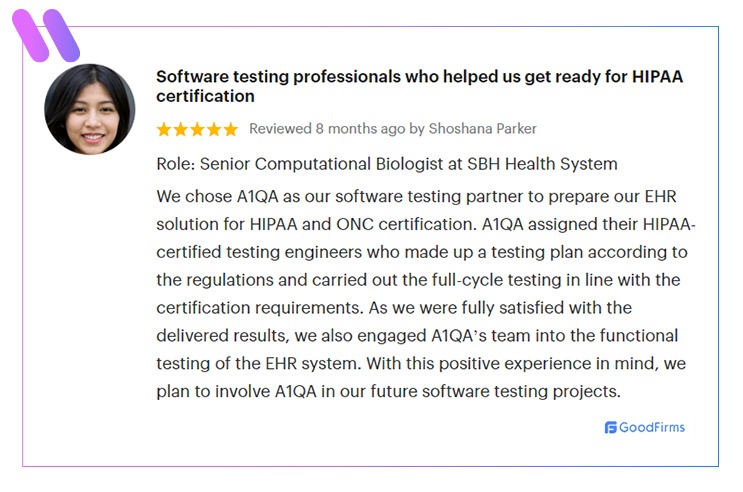 Software testing professionals who helped us get ready for HIPAA
certification
Reviewed 8 months ago by Shoshana Parker
Role: Senior Computational Biologist at SBH Health System
We chose A1QA as our software testing partner to prepare our EHR
solution for HIPAA and ONC certification. A1QA assigned their HIPAA-
certified testing engineers who made up a testing plan according to
the regulations and carried out the full-cycle testing in line with the
certification requirements. As we were fully satisfied with the
delivered results, we also engaged A1QA's team into the functional
testing of the EHR system. With this positive experience in mind, we
plan to involve A1QA in our future software testing projects.
GoodFirms